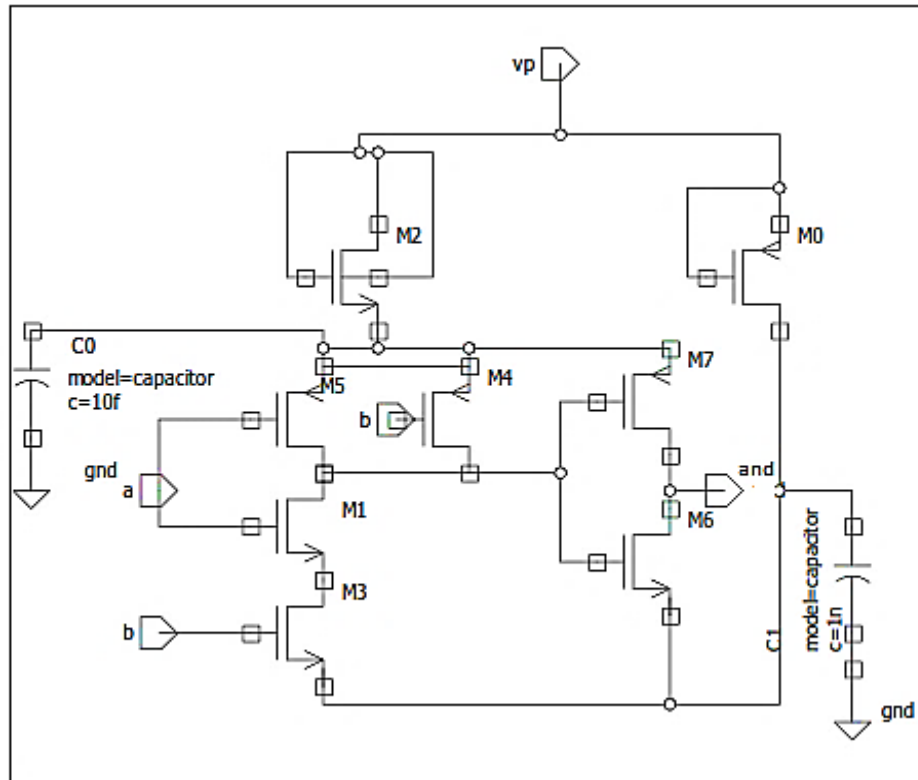 vp
M2
M0
C0
model=capacitor
c=10f
M5
M4
M7
b
gnd
a
and
M1
M6
M3
b
model=capacitor
c=1n
C1
gnd